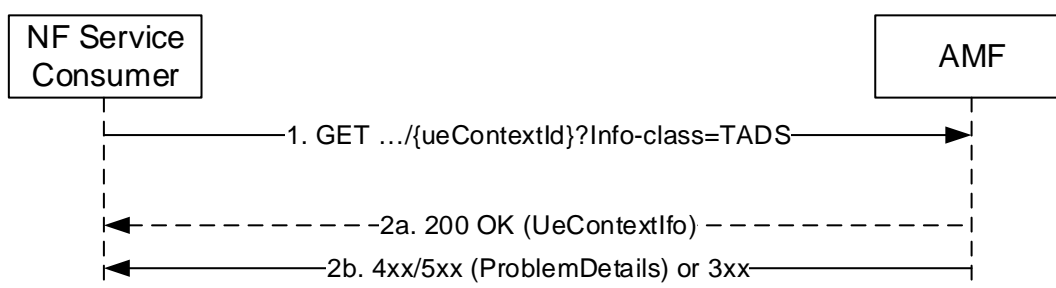 NF Service
Consumer
AMF
1. GET …/{ueContextId}?Info-class=TADS
2a. 200 OK (UeContextIfo)
2b. 4xx/5xx (ProblemDetails) or 3xx